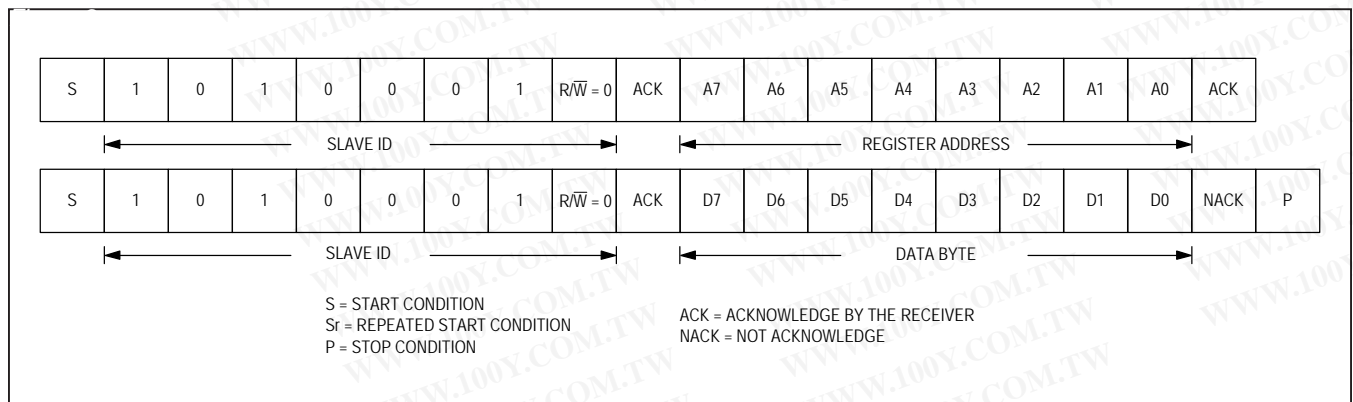 S 1 0 1 0 0 0 1 R/W̅ = 0 ACK A7 A6 A5 A4 A3 A2 A1 A0 ACK
SLAVE ID REGISTER ADDRESS
S 1 0 1 0 0 0 1 R/W̅ = 0 ACK D7 D6 D5 D4 D3 D2 D1 D0 NACK P
SLAVE ID DATA BYTE
S = START CONDITION
Sr = REPEATED START CONDITION
P = STOP CONDITION
ACK = ACKNOWLEDGE BY THE RECEIVER
NACK = NOT ACKNOWLEDGE
WWW.100Y.COM.TW